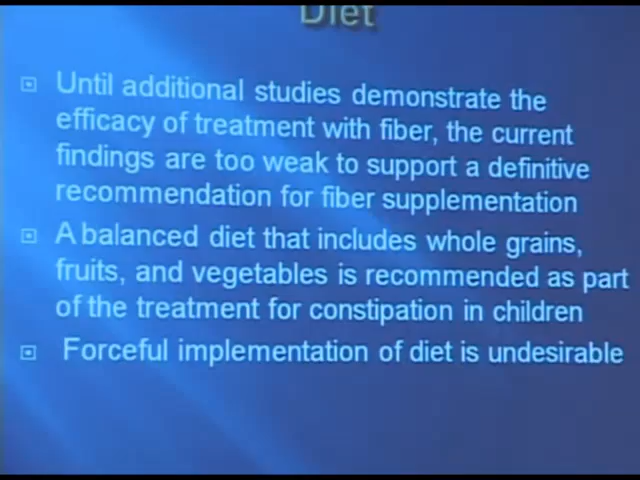 Diet
Until additional studies demonstrate the
efficacy of treatment with fiber, the current
findings are too weak to support a definitive
recommendation for fiber supplementation
A balanced diet that includes whole grains,
fruits, and vegetables is recommended as part
of the treatment for constipation in children
Forceful implementation of diet is undesirable